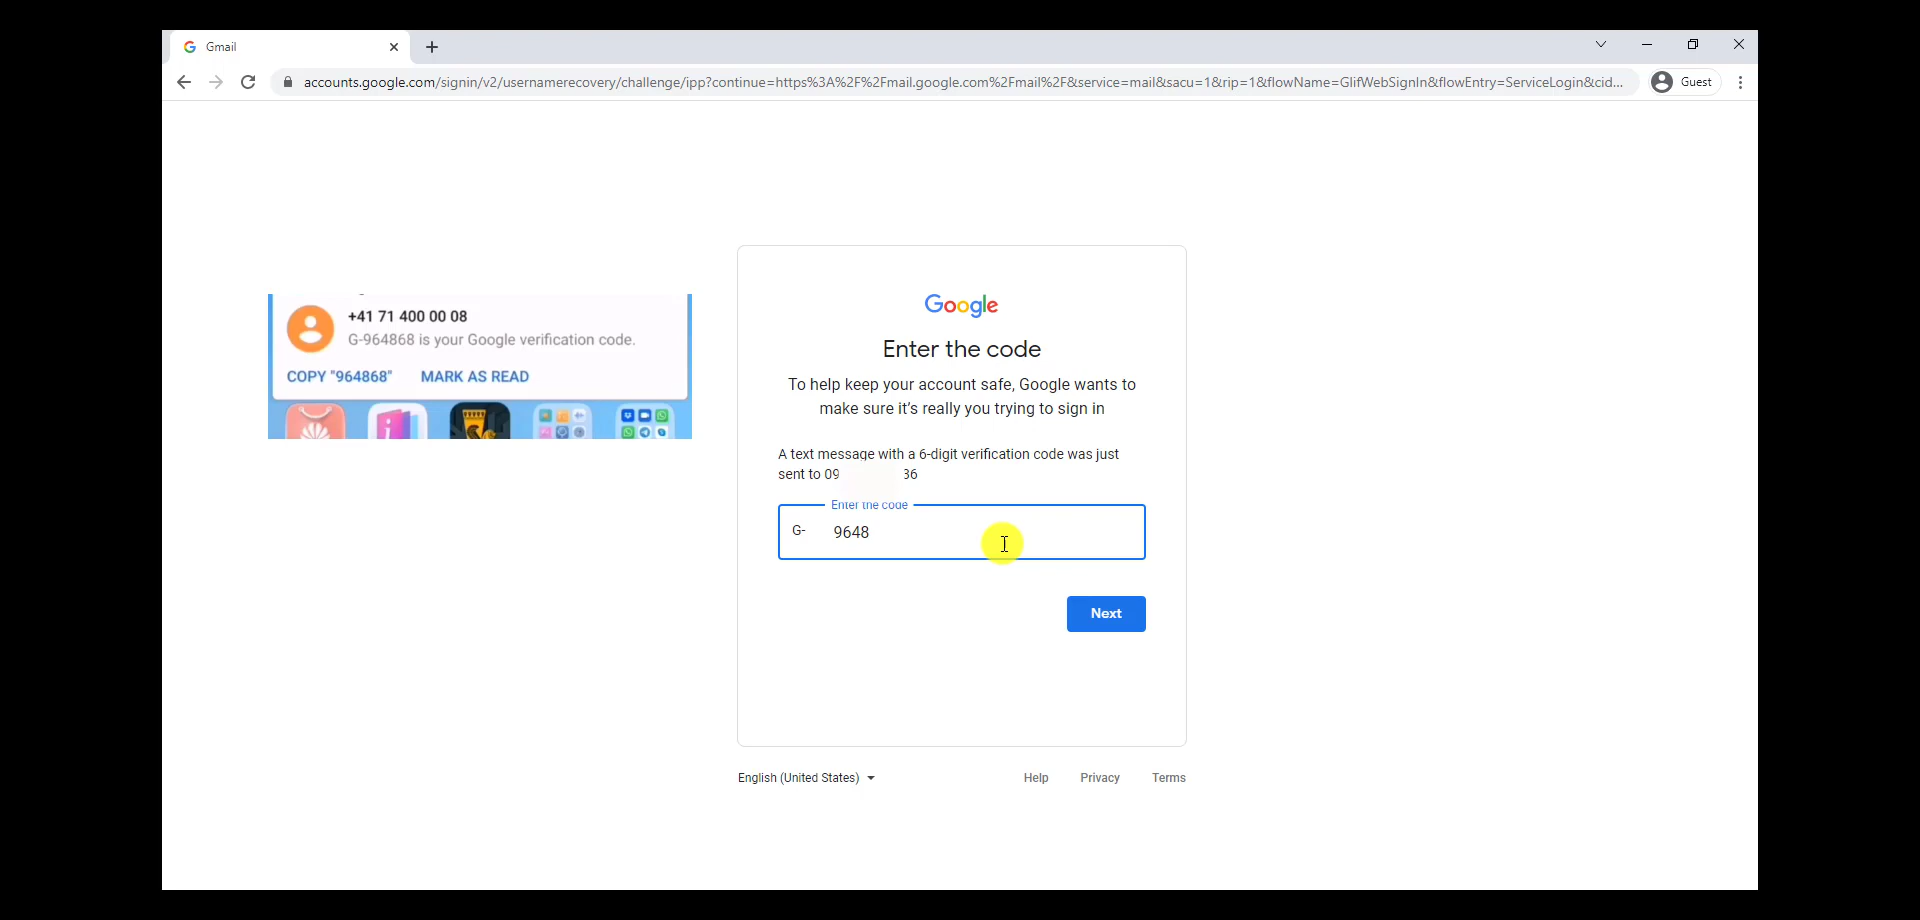 Gmail
accounts.google.com/signin/v2/usernamerecovery/challenge/ipp?continue=https%3A%2F%2Fmail.google.com%2Fmail%2F&service=mail&sacu=1&rip=1&flowName=GlifWebSignIn&flowEntry=ServiceLogin&cid...
Guest
+41 71 400 00 08
G-964868 is your Google verification code.
COPY "964868" MARK AS READ
Google
Enter the code
To help keep your account safe, Google wants to
make sure it's really you trying to sign in
A text message with a 6-digit verification code was just
sent to 09 36
Enter the code
G- 9648
Next
English (United States)
Help Privacy Terms